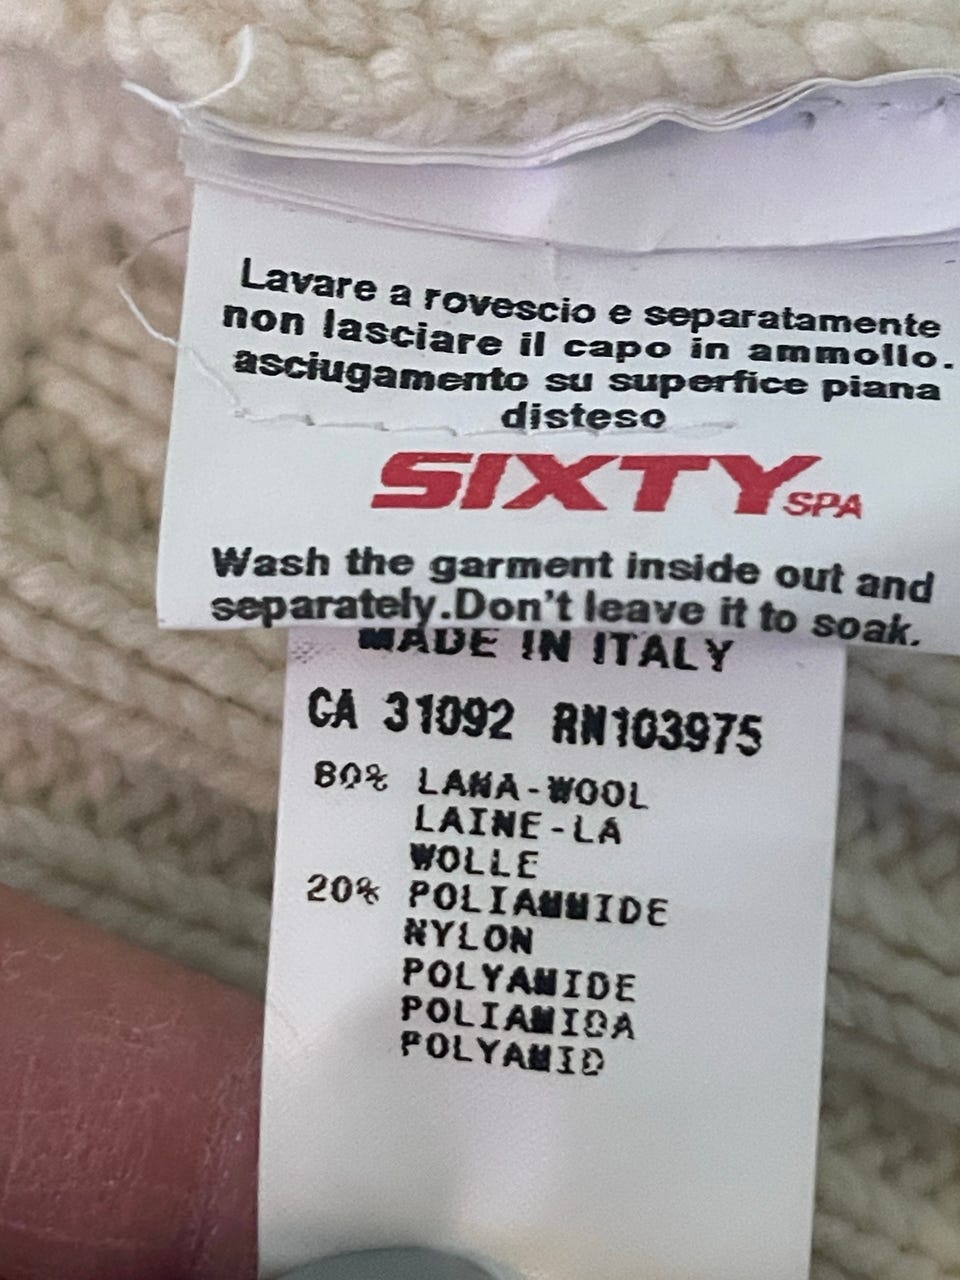 Lavare a rovescio e separatamente
non lasciare il capo in ammollo.
asciugamento su superfice piana
disteso
SIXTY SPA
Wash the garment inside out and
separately.Don't leave it to soak.
MADE IN ITALY
CA 31092 RN103975
80% LANA-WOOL
LAINE-LA
WOLLE
20% POLIAMMIDE
NYLON
POLYAMIDE
POLIAMIDA
POLYAMID